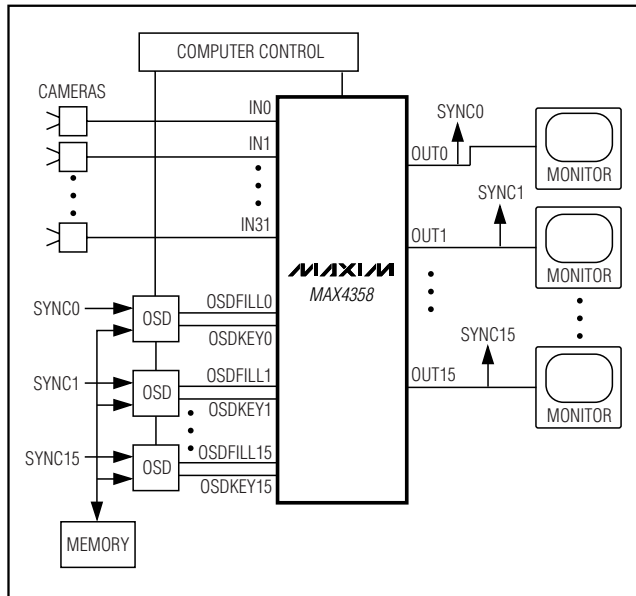 COMPUTER CONTROL
CAMERAS
IN0
IN1
IN31
SYNC0
OUT0
MONITOR
SYNC1
OUT1
MONITOR
SYNC15
OUT15
MONITOR
MAXIM
MAX4358
SYNC0
OSD
OSDFILL0
OSDKEY0
SYNC1
OSD
OSDFILL1
OSDKEY1
SYNC15
OSD
OSDFILL15
OSDKEY15
MEMORY